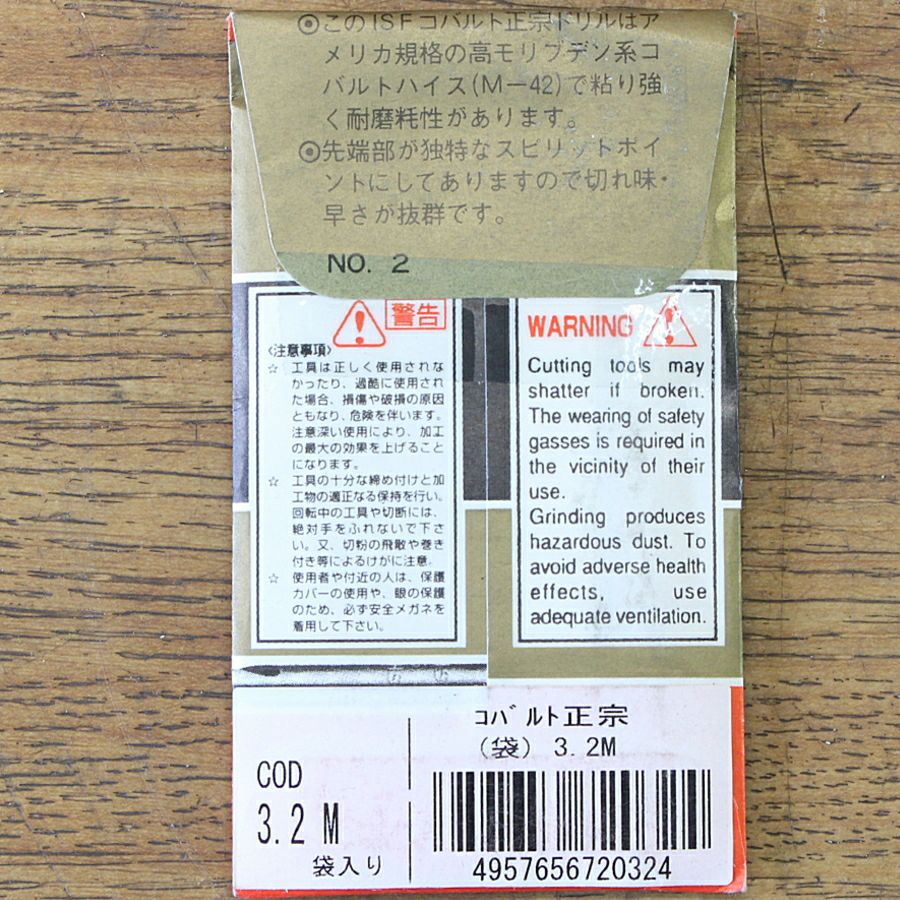 ◎このISFコバルト正宗ドリルはア
メリカ規格の高モリブデン系コ
バルトハイス(M−42)で粘り強
く耐磨耗性があります。
◎先端部が独特なスピリットポイ
ントにしてありますので切れ味・
早さが抜群です。
NO. 2
警告
〈注意事項〉
☆ 工具は正しく使用されな
かったり、過酷に使用され
た場合、損傷や破損の原因
ともなり、危険を伴います。
注意深い使用により、加工
の最大の効果を上げること
になります。
☆ 工具の十分な締め付けと加
工物の適正なる保持を行い。
回転中の工具や切断には、
絶対手をふれないで下さ
い。又、切粉の飛散や巻き
付き等によるけがに注意。
☆ 使用者や付近の人は、保護
カバーの使用や、眼の保護
のため、必ず安全メガネを
着用して下さい。
WARNING
Cutting tools may
shatter if broken.
The wearing of safety
gasses is required in
the vicinity of their
use.
Grinding produces
hazardous dust. To
avoid adverse health
effects, use
adequate ventilation.
COD
3.2 M
袋入り
コバルト正宗
(袋) 3.2M
4957656720324